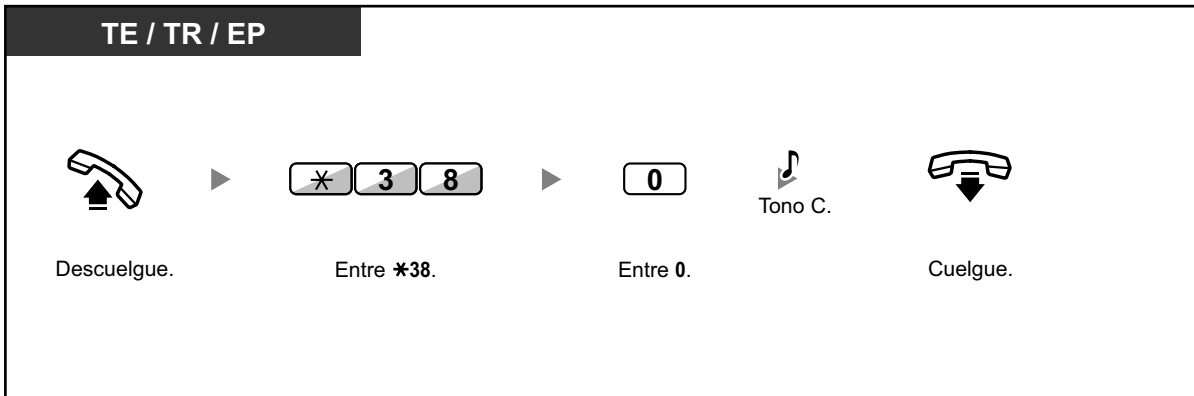 TE / TR / EP
✳ 3 8
0
Tono C.
Descuelgue.
Entre ✳38.
Entre 0.
Cuelgue.